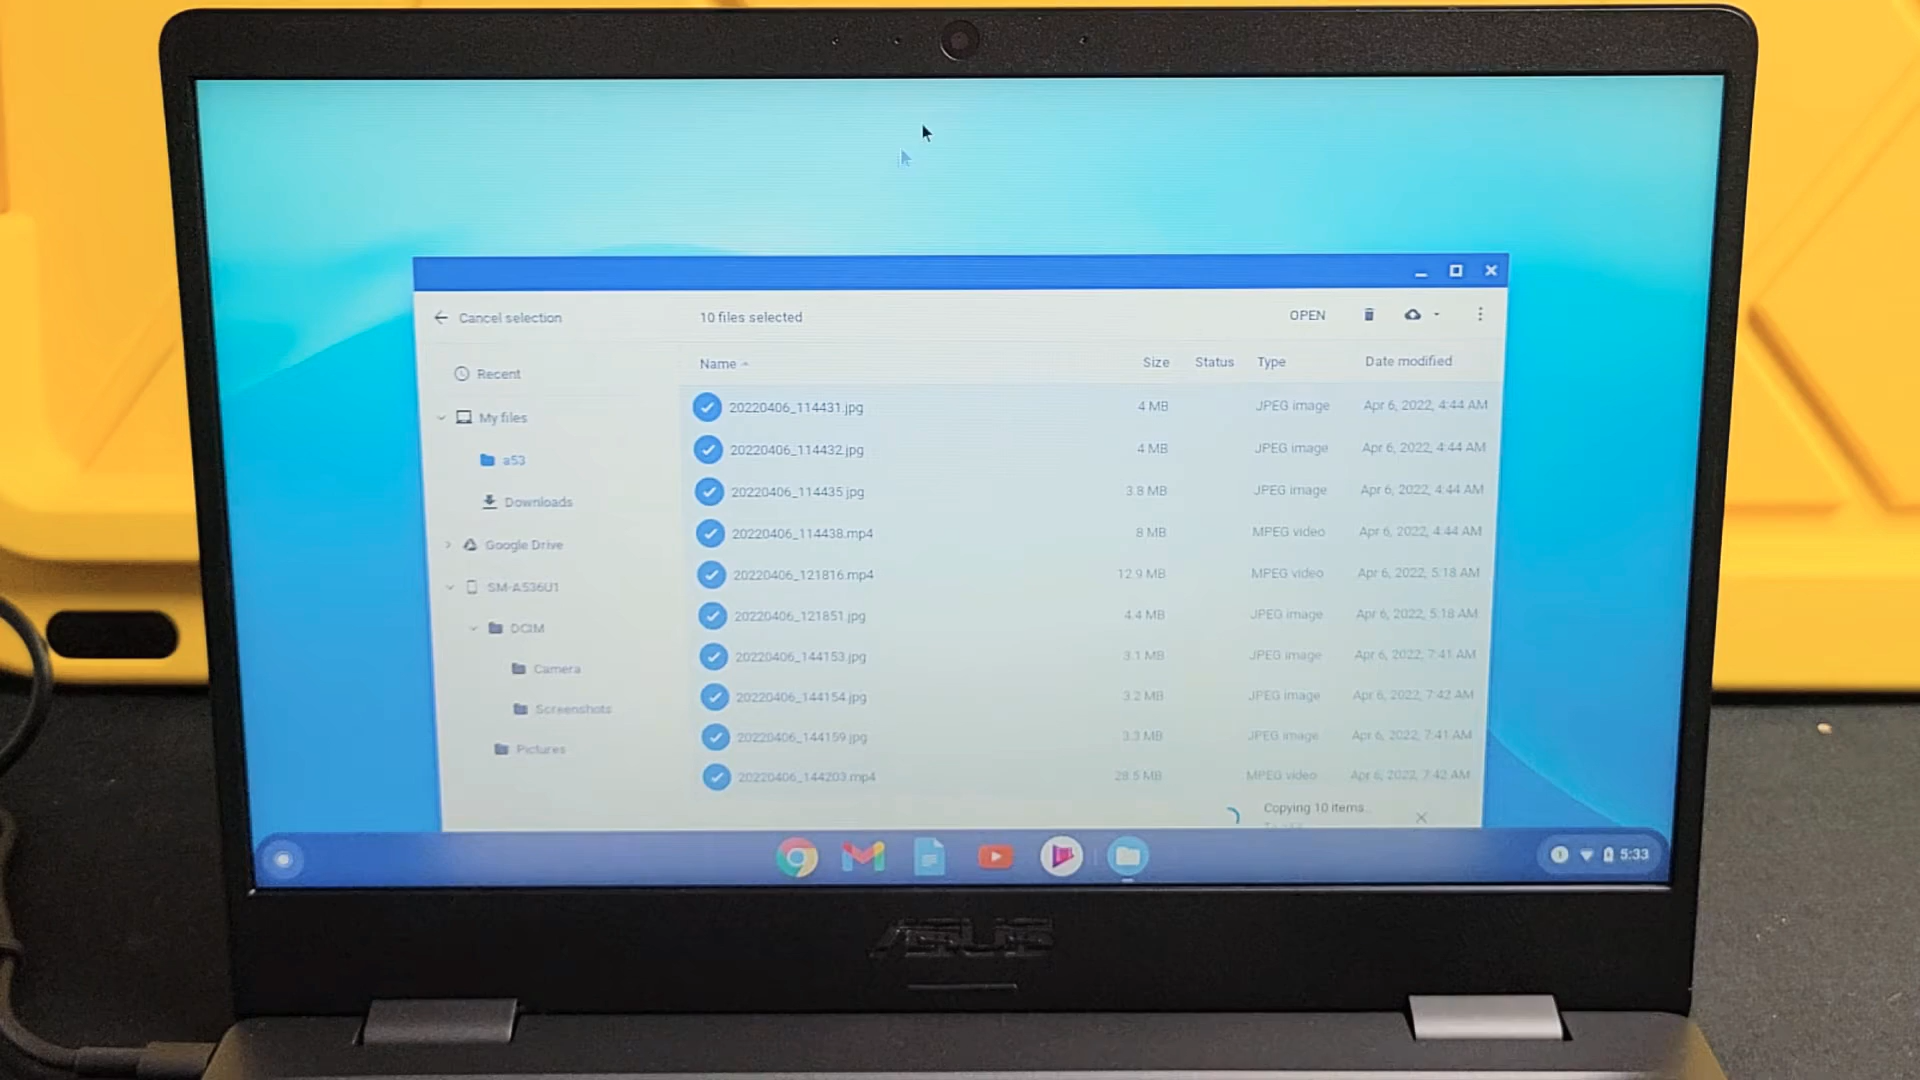 Cancel selection
10 files selected
OPEN
Name
Size
Status
Type
Date modified
Recent
My files
a53
Downloads
Google Drive
SM-A536U1
DCIM
Camera
Screenshots
Pictures
20220406_114431.jpg 4 MB JPEG image Apr 6, 2022, 4:44 AM
20220406_114432.jpg 4 MB JPEG image Apr 6, 2022, 4:44 AM
20220406_114435.jpg 3.8 MB JPEG image Apr 6, 2022, 4:44 AM
20220406_114438.mp4 8 MB MPEG video Apr 6, 2022, 4:44 AM
20220406_121816.mp4 12.9 MB MPEG video Apr 6, 2022, 5:18 AM
20220406_121851.jpg 4.4 MB JPEG image Apr 6, 2022, 5:18 AM
20220406_144153.jpg 3.1 MB JPEG image Apr 6, 2022, 7:41 AM
20220406_144154.jpg 3.2 MB JPEG image Apr 6, 2022, 7:42 AM
20220406_144159.jpg 3.3 MB JPEG image Apr 6, 2022, 7:41 AM
20220406_144203.mp4 28.5 MB MPEG video Apr 6, 2022, 7:42 AM
Copying 10 items...
5:33
ASUS